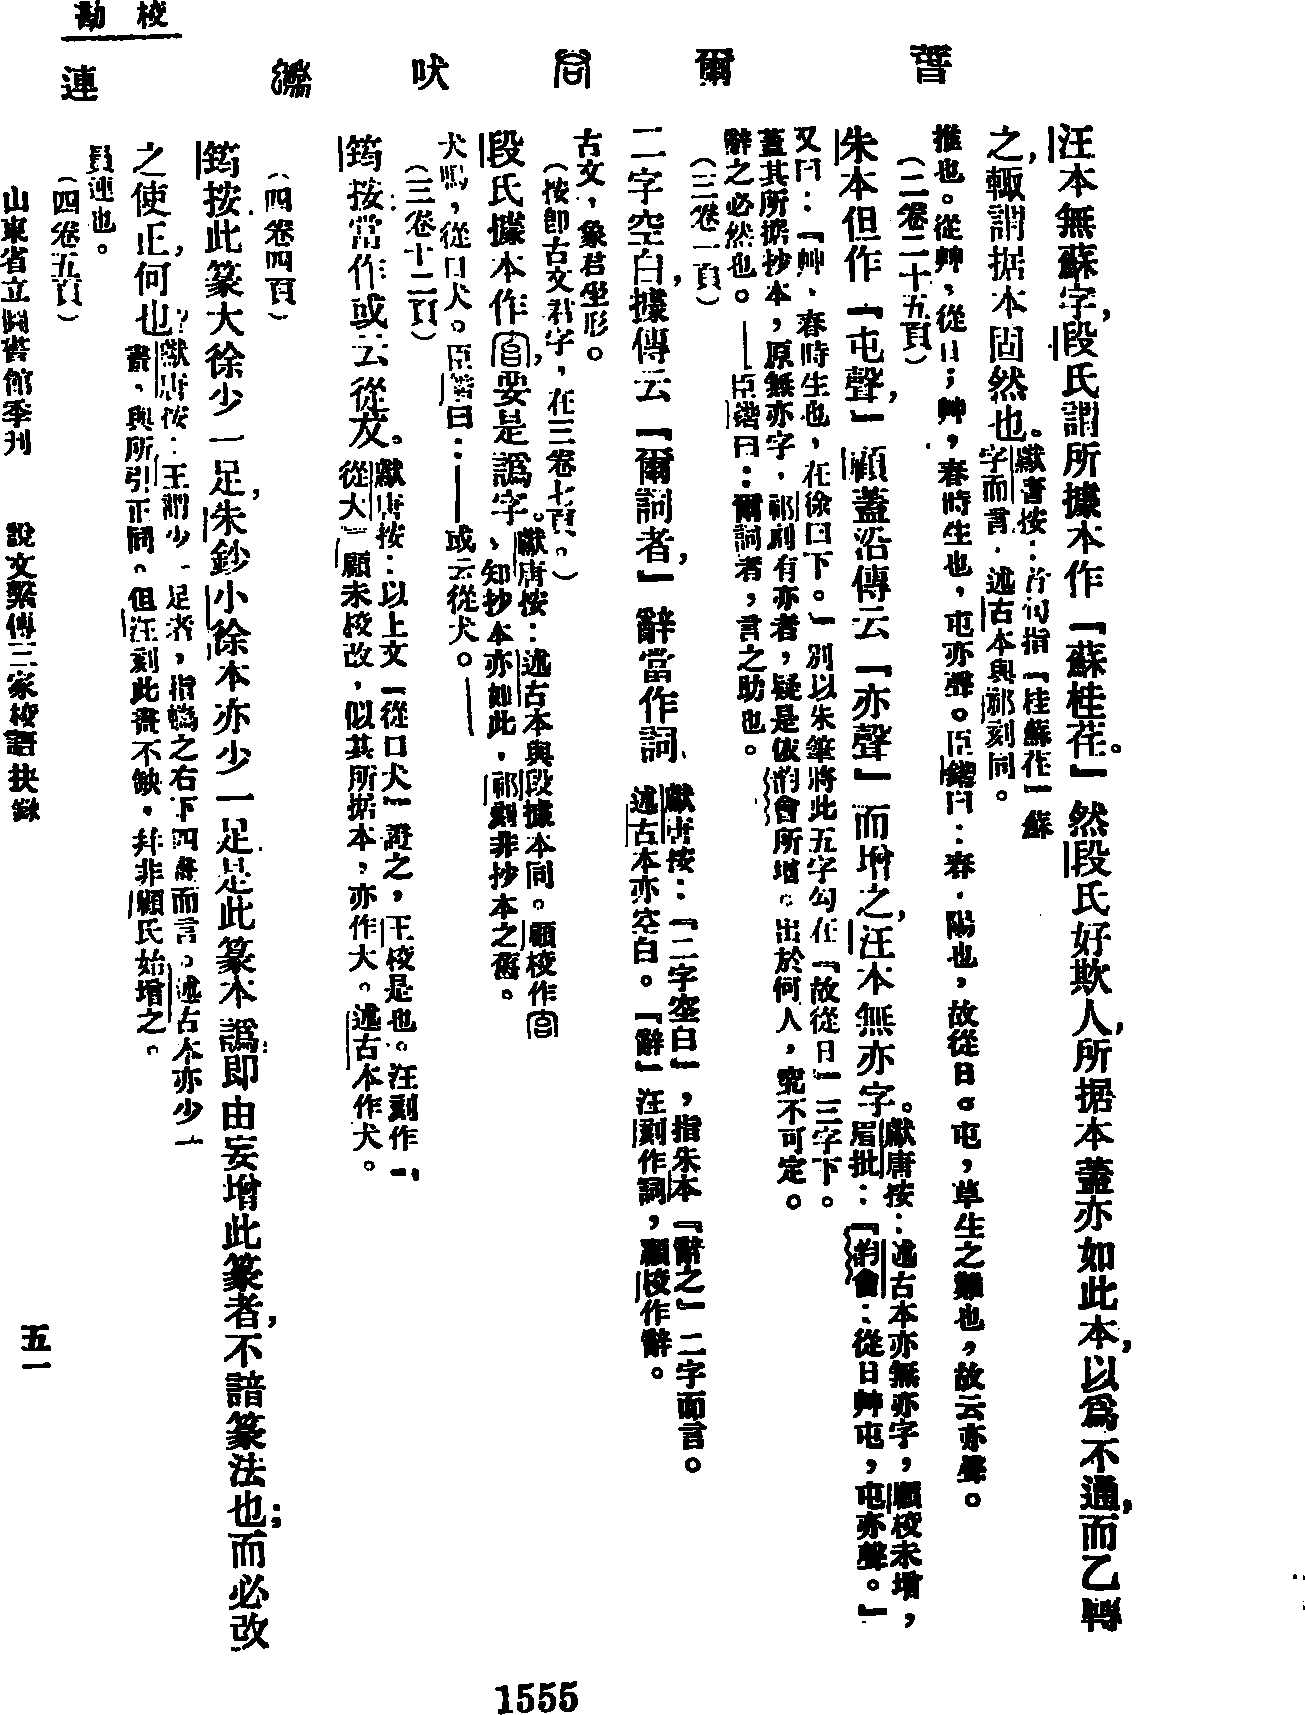 校勘
汪本無蘇字，段氏謂所據本作「蘇桂荏。」然段氏好欺人，所据本蓋亦如此本，以爲不通，而乙轉
之，輒謂据本固然也。獻書按：首句指「桂蘇荏」蘇
字而言，述古本與祁刻同。
萅
推也。從艸，從日；艸，春時生也，屯亦聲。臣鍇曰：春，陽也，故從日。屯，草生之難也，故云亦聲。
（二卷二十五頁）
朱本但作「屯聲」，顧蓋沿傳云「亦聲」而增之，汪本無亦字。獻唐按：述古本亦無亦字，顧校未增，
眉批：「韵會：從日艸屯，屯亦聲。」
又曰：「艸，春時生也，在徐曰下。」別以朱筆將此五字勾在「故從日」三字下。
蓋其所据抄本，原無亦字，祁刻有亦者，疑是依韵會所增。出於何人，究不可定。
爾
辭之必然也。——臣鍇曰：爾詞者，言之助也。
（三卷一頁）
二字空白，據傳云「爾詞者，」辭當作詞、獻唐按：「二字空白」，指朱本「辭之」二字而言。
述古本亦空白。「辭」汪刻作詞，顧校作辭。
古文，象君坐形。
（按卽古文君字，在三卷七頁。）
段氏據本作，要是譌字。獻唐按：述古本與段據本同。顧校作
，知抄本亦如此，祁刻非抄本之舊。
吠
犬鳴，從口犬。臣鍇曰：——或云從犬。——
（三卷十二頁）
筠按當作或云從犮。獻唐按：以上文「從口犬」證之，王校是也。汪刻作「
從大」顧未校改，似其所据本，亦作大。述古本作犬。
（四卷四頁）
筠按此篆大徐少一足，朱鈔小徐本亦少一足，是此篆本譌；卽由妄增此篆者，不諳篆法也；而必改
之使正，何也？獻唐按：王謂少一足者，指鷭之右下四畫而言。述古本亦少一
畫，與所引正同。但汪刻此畫不缺，幷非顧氏始增之。
連
員連也。
（四卷五頁）
山東省立圖書館季刊　說文繫傳三家校語抉錄
五一
1555